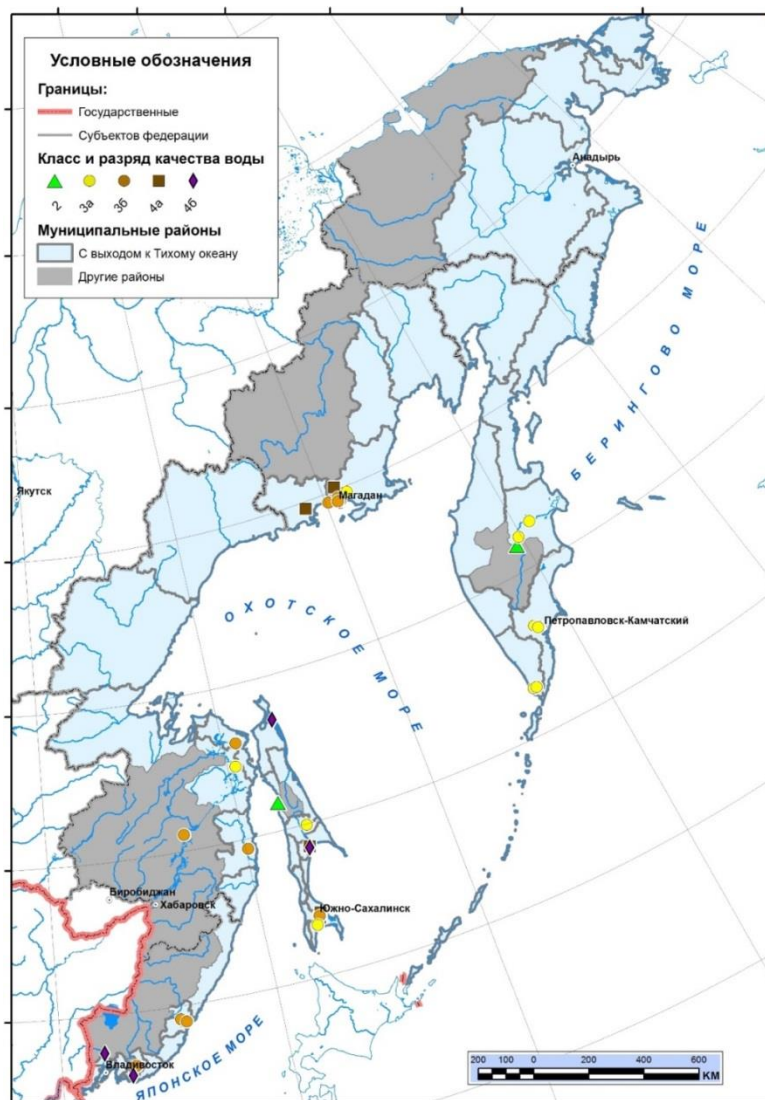 Условные обозначения
Границы:
Государственные
Субъектов федерации
Класс и разряд качества воды
2 3а 3б 4а 4б
Муниципальные районы
С выходом к Тихому океану
Другие районы
Анадырь
БЕРИНГОВО МОРЕ
Якутск
Магадан
ОХОТСКОЕ МОРЕ
Петропавловск-Камчатский
Биробиджан
Хабаровск
Южно-Сахалинск
Владивосток
ЯПОНСКОЕ МОРЕ
200 100 0 200 400 600
КМ